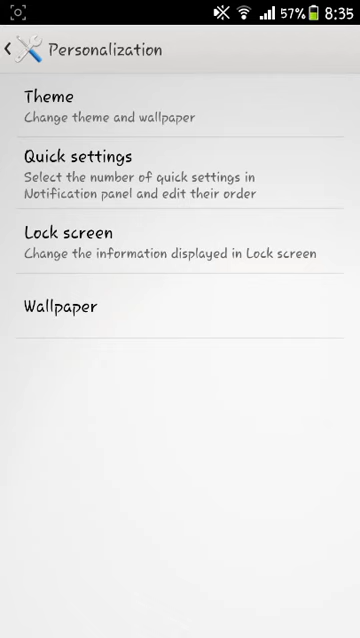 57% 8:35
Personalization
Theme
Change theme and wallpaper
Quick settings
Select the number of quick settings in
Notification panel and edit their order
Lock screen
Change the information displayed in Lock screen
Wallpaper